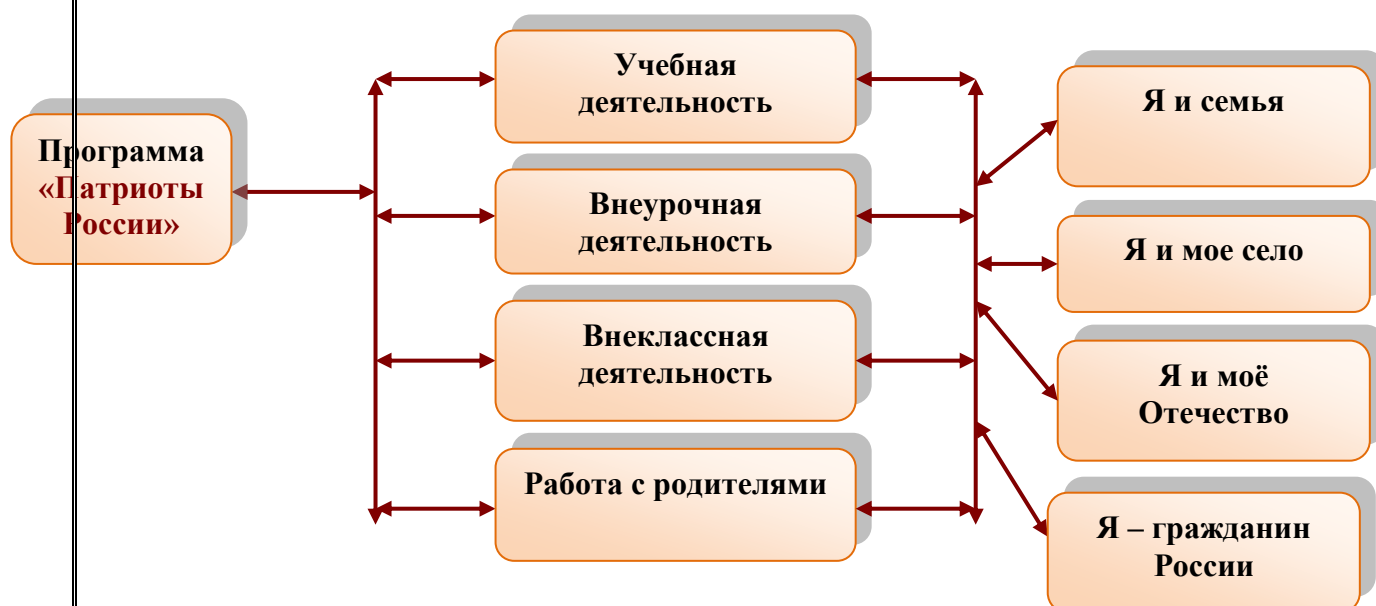 Программа
«Патриоты
России»
Учебная
деятельность
Внеурочная
деятельность
Внеклассная
деятельность
Работа с родителями
Я и семья
Я и мое село
Я и моё
Отечество
Я – гражданин
России